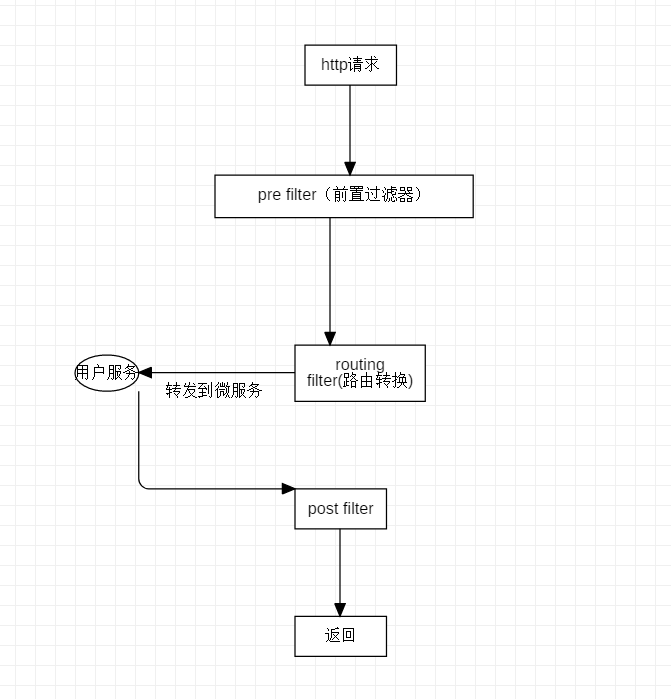 http请求
pre filter（前置过滤器）
routing
filter(路由转换)
用户服务
转发到微服务
post filter
返回